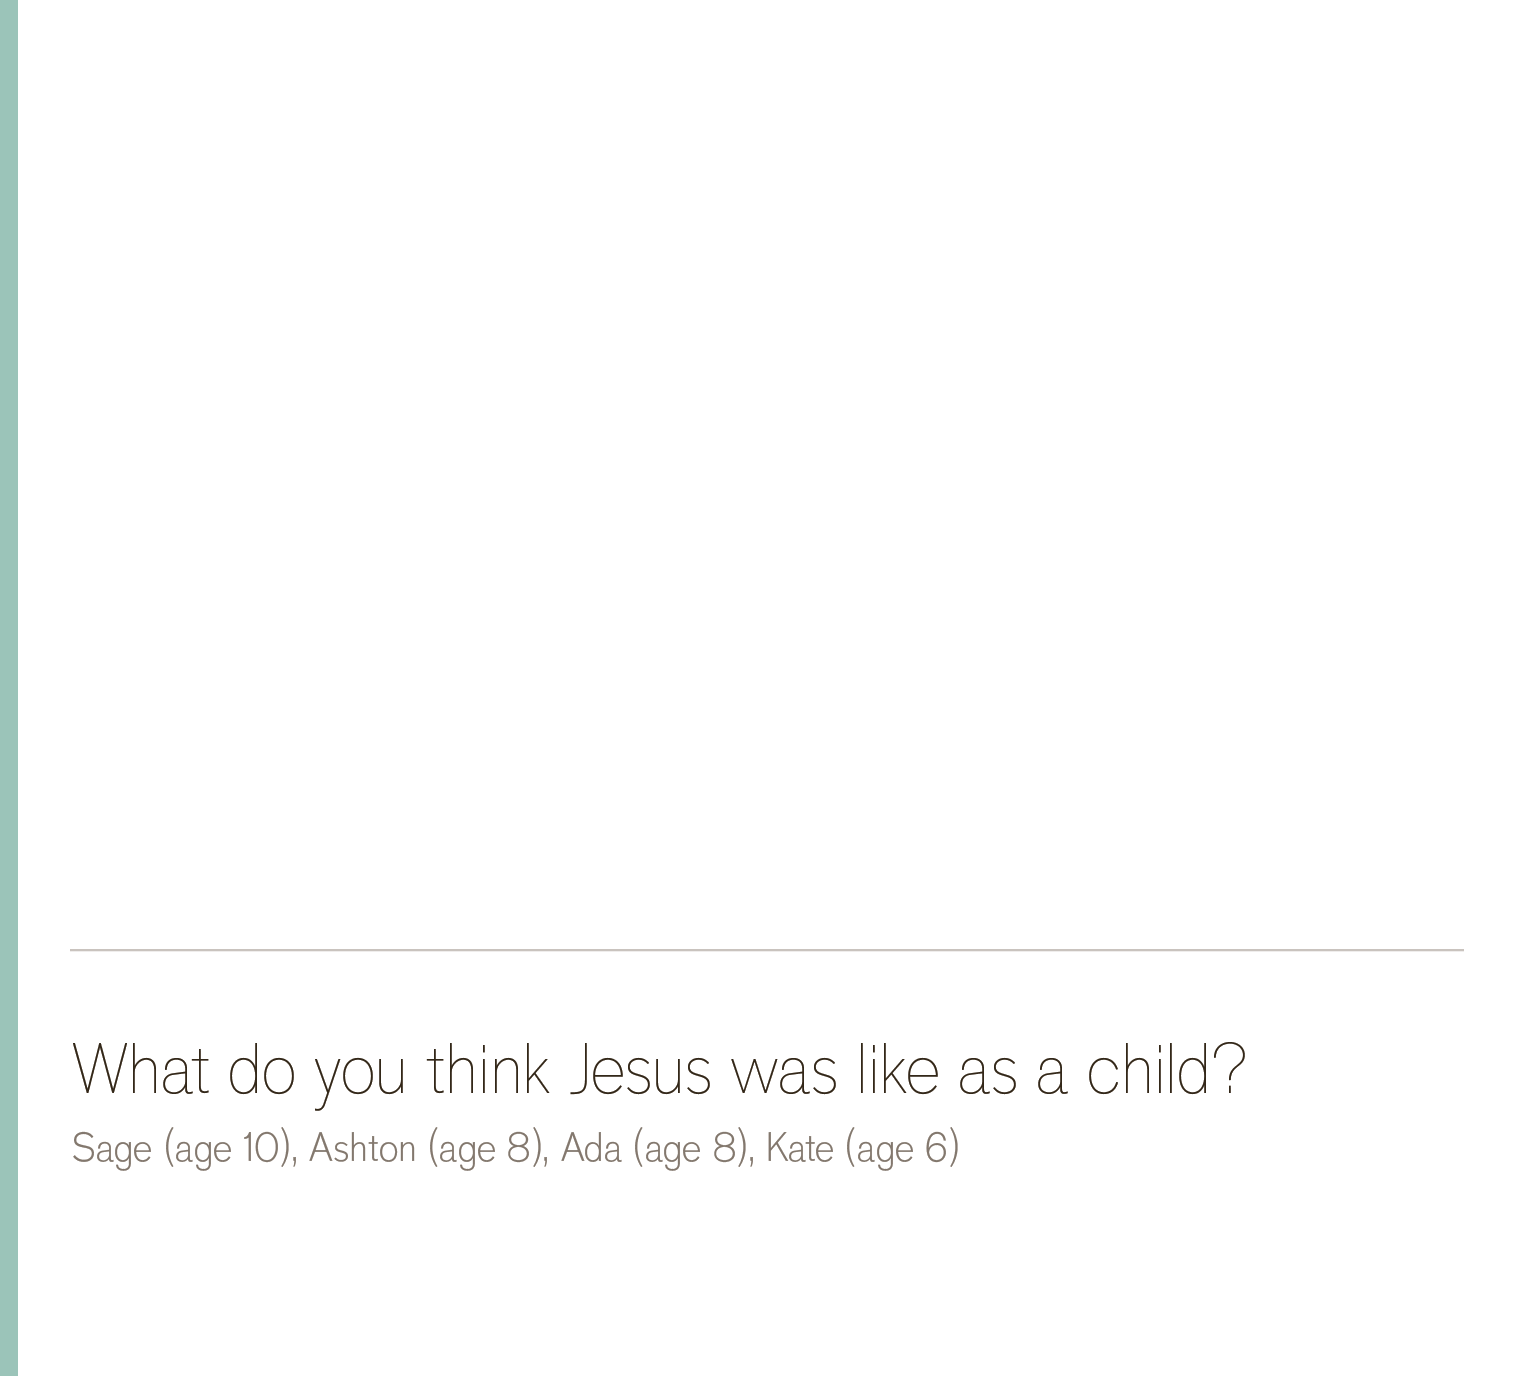 What do you think Jesus was like as a child?
Sage (age 10), Ashton (age 8), Ada (age 8), Kate (age 6)